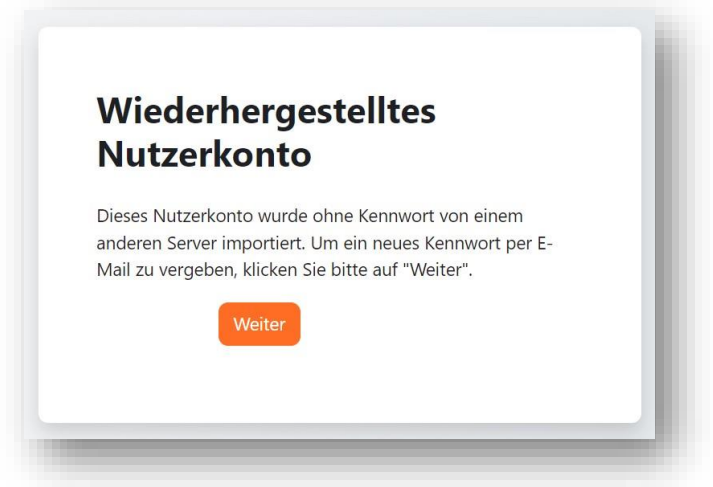 Wiederhergestelltes
Nutzerkonto
Dieses Nutzerkonto wurde ohne Kennwort von einem
anderen Server importiert. Um ein neues Kennwort per E-
Mail zu vergeben, klicken Sie bitte auf "Weiter".
Weiter